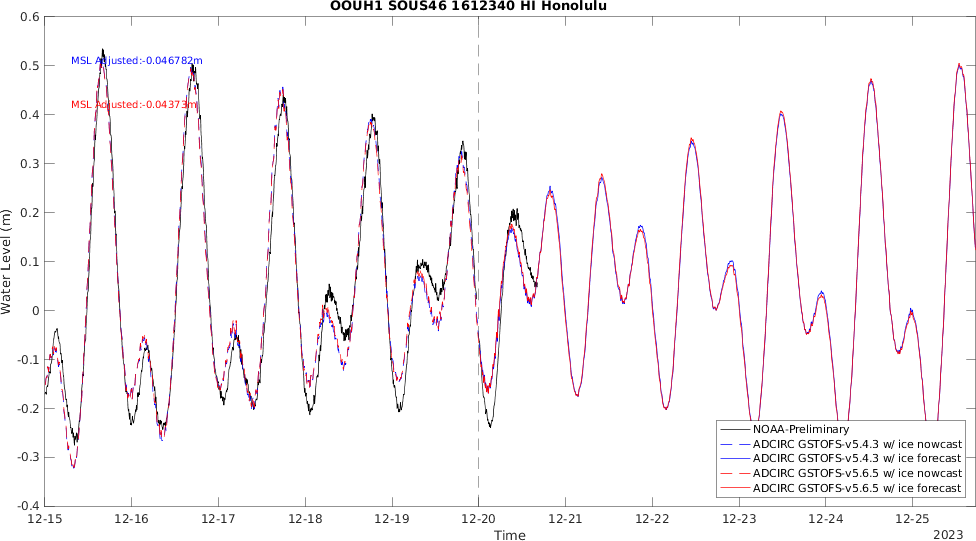 OOUH1 SOUS46 1612340 HI Honolulu
0.6
0.5
0.4
0.3
0.2
0.1
0
-0.1
-0.2
-0.3
-0.4
Water Level (m)
MSL Adjusted:-0.046782m
MSL Adjusted:-0.04373m
NOAA-Preliminary
ADCIRC GSTOFS-v5.4.3 w/ ice nowcast
ADCIRC GSTOFS-v5.4.3 w/ ice forecast
ADCIRC GSTOFS-v5.6.5 w/ ice nowcast
ADCIRC GSTOFS-v5.6.5 w/ ice forecast
12-15 12-16 12-17 12-18 12-19 12-20 12-21 12-22 12-23 12-24 12-25
Time
2023